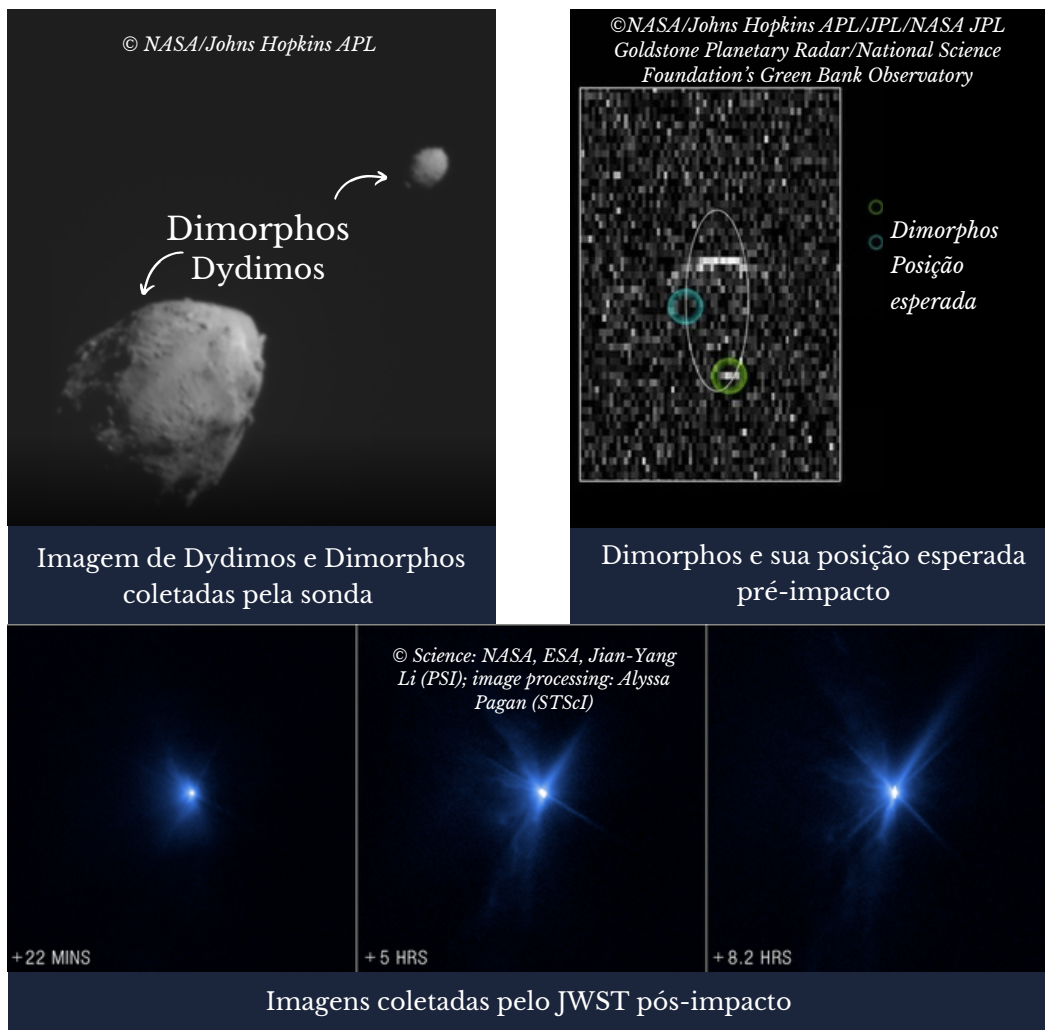 © NASA/Johns Hopkins APL
Dimorphos
Dydimos
Imagem de Dydimos e Dimorphos
coletadas pela sonda
©NASA/Johns Hopkins APL/JPL/NASA JPL
Goldstone Planetary Radar/National Science
Foundation's Green Bank Observatory
Dimorphos
Posição
esperada
Dimorphos e sua posição esperada
pré-impacto
© Science: NASA, ESA, Jian-Yang
Li (PSI); image processing: Alyssa
Pagan (STScI)
+22 MINS
+5 HRS
+8.2 HRS
Imagens coletadas pelo JWST pós-impacto